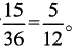 15/36 = 5/12。